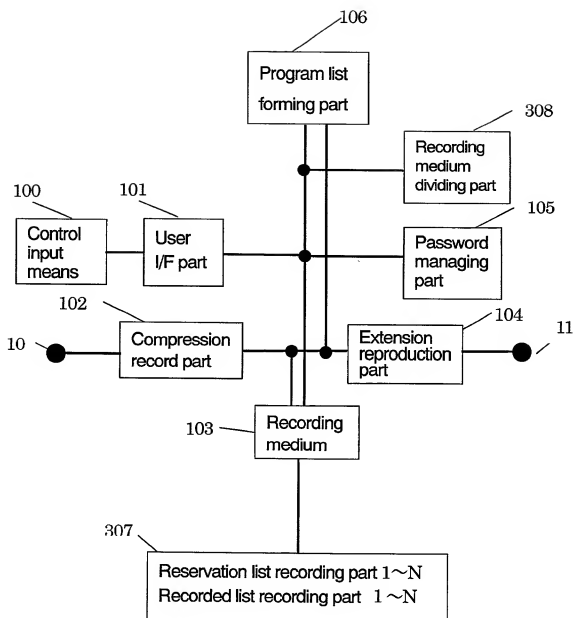 106
Program list
forming part
308
Recording
medium
dividing part
100
101
105
Control
input
means
User
I/F part
Password
managing
part
102
104
10
Compression
record part
Extension
reproduction
part
11
103
Recording
medium
307
Reservation list recording part 1~N
Recorded list recording part 1~N